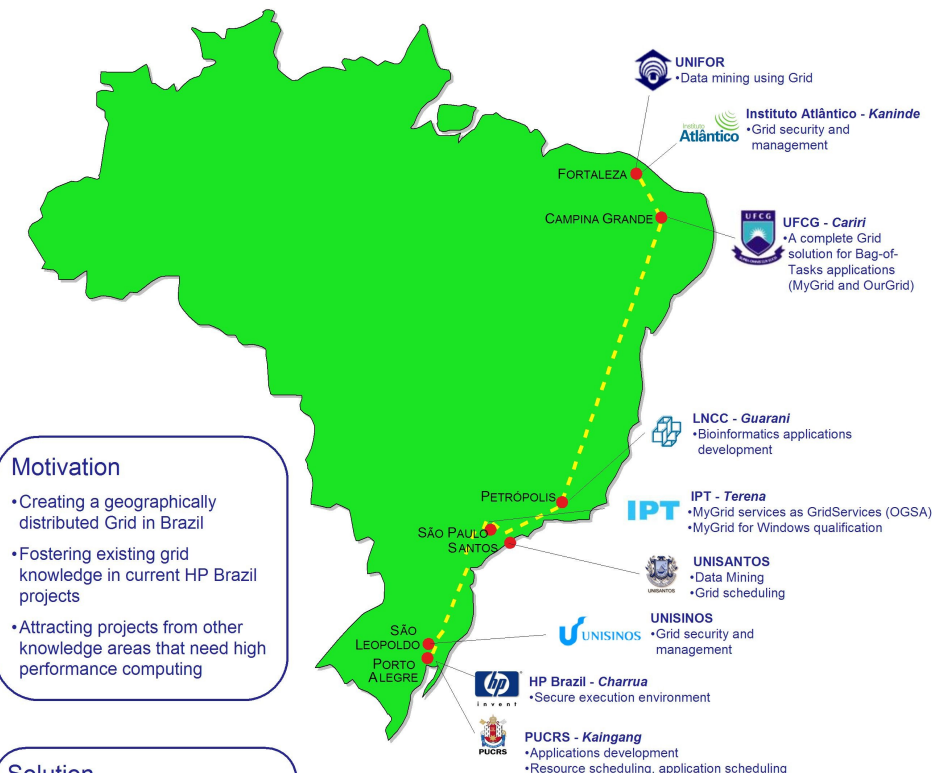 UNIFOR
•Data mining using Grid
Instituto
Atlântico
Instituto Atlântico - Kaninde
•Grid security and
management
FORTALEZA
CAMPINA GRANDE
UFCG
UFCG - Cariri
•A complete Grid
solution for Bag-of-
Tasks applications
(MyGrid and OurGrid)
LNCC - Guarani
•Bioinformatics applications
development
PETRÓPOLIS
IPT
IPT - Terena
•MyGrid services as GridServices (OGSA)
•MyGrid for Windows qualification
SÃO PAULO
SANTOS
UNISANTOS
UNISANTOS
•Data Mining
•Grid scheduling
UNISINOS
UNISINOS
•Grid security and
management
SÃO
LEOPOLDO
PORTO
ALEGRE
hp
invent
HP Brazil - Charrua
•Secure execution environment
PUCRS
PUCRS - Kaingang
•Applications development
•Resource scheduling, application scheduling
Motivation
•Creating a geographically
distributed Grid in Brazil
•Fostering existing grid
knowledge in current HP Brazil
projects
•Attracting projects from other
knowledge areas that need high
performance computing
Solution